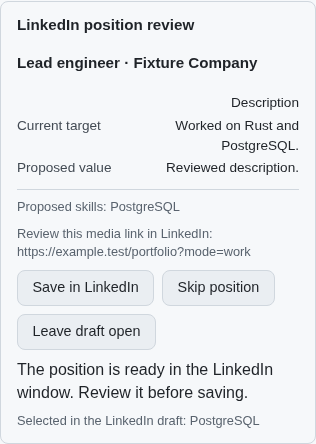 LinkedIn position review
Lead engineer · Fixture Company
Description
Current target Worked on Rust and
PostgreSQL.
Proposed value Reviewed description.
Proposed skills: PostgreSQL
Review this media link in LinkedIn:
https://example.test/portfolio?mode=work
Save in LinkedIn Skip position
Leave draft open
The position is ready in the LinkedIn
window. Review it before saving.
Selected in the LinkedIn draft: PostgreSQL